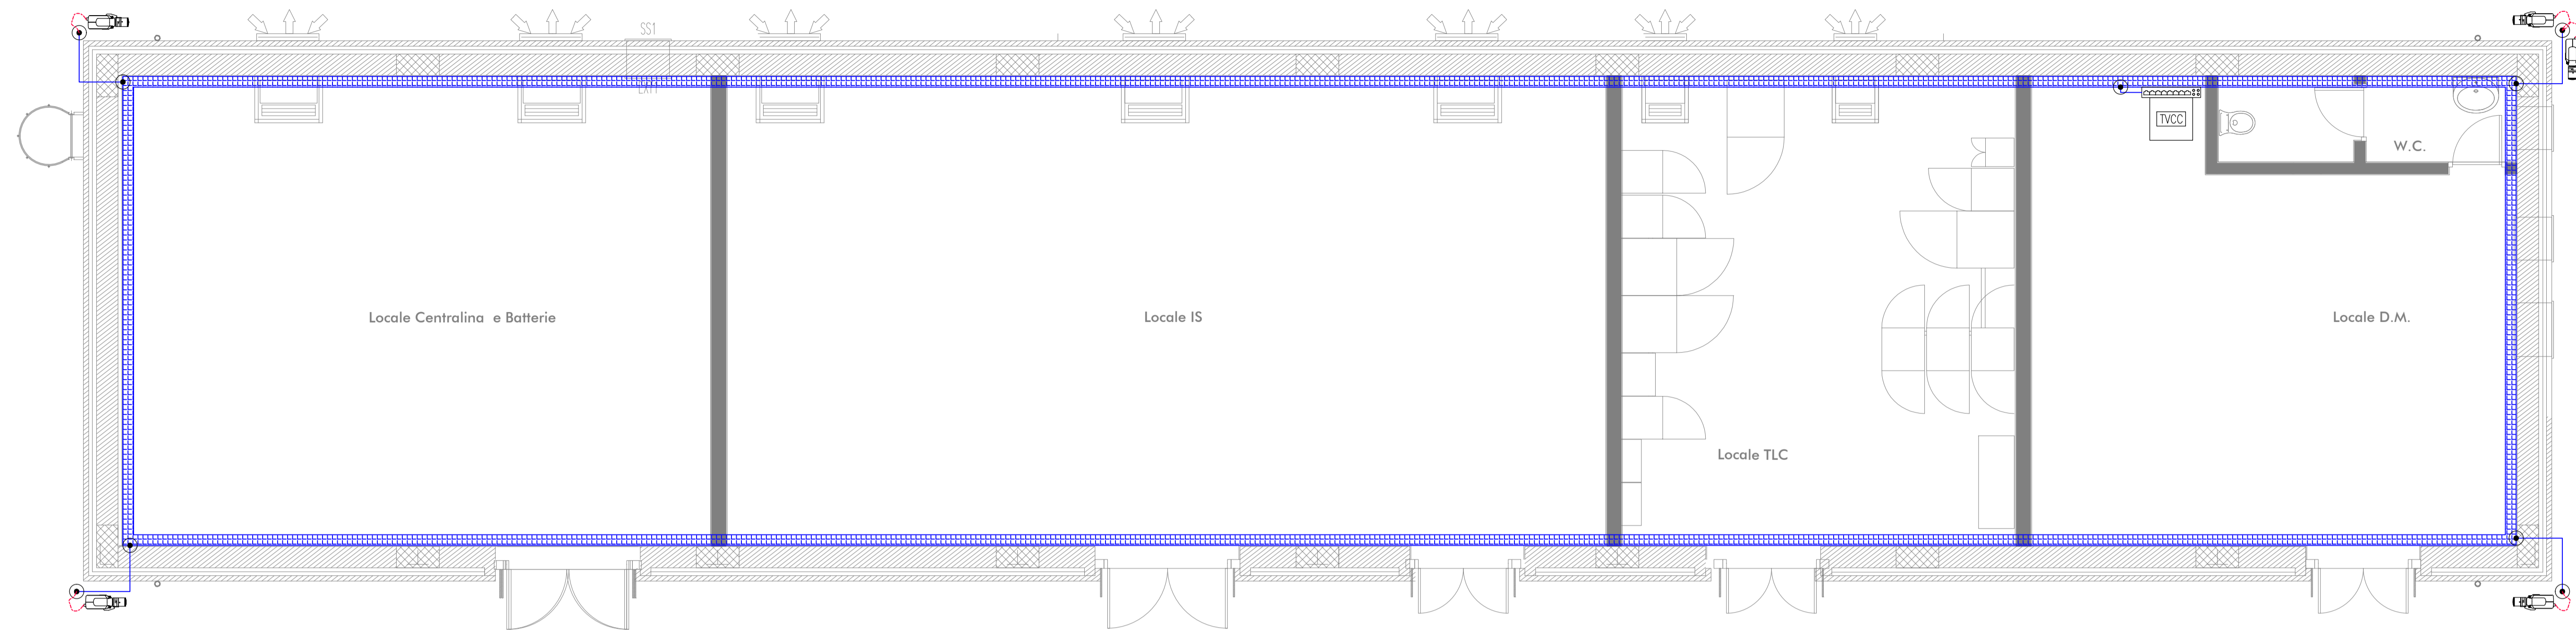 SS1
TVCC
W.C.
Locale Centralina e Batterie
Locale IS
Locale D.M.
Locale TLC